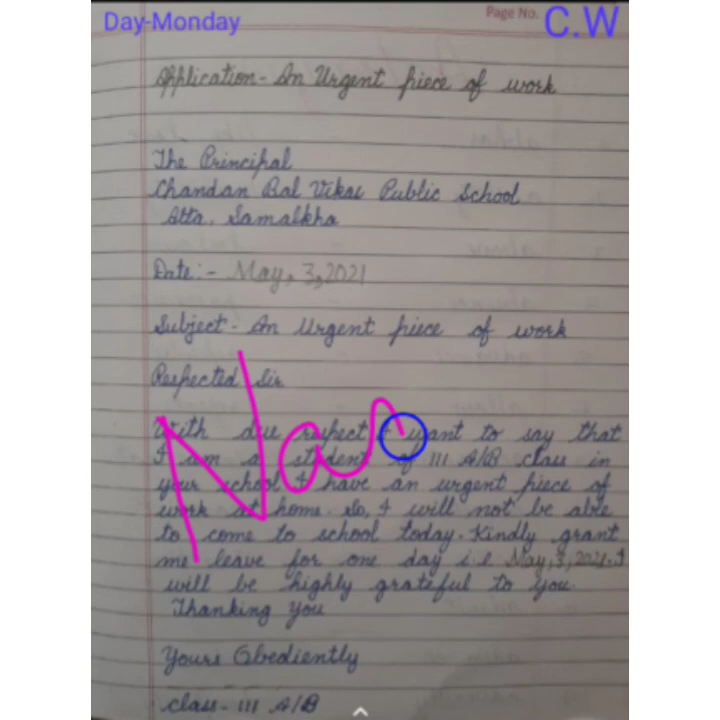 Day-Monday
Page No. C.W
Application- An Urgent piece of work
The Principal
Chandan Bal Vikas Public School
Atta, Samalkha
Date:- May, 3, 2021
Subject- An Urgent piece of work
Respected Sir
With due respect I want to say that
I am a student of III A/B class in
your school I have an urgent piece of
work at home. So, I will not be able
to come to school today. Kindly grant
me leave for one day i.e May, 3, 2021. I
will be highly grateful to you.
Thanking you
Yours Obediently
class- III A/B